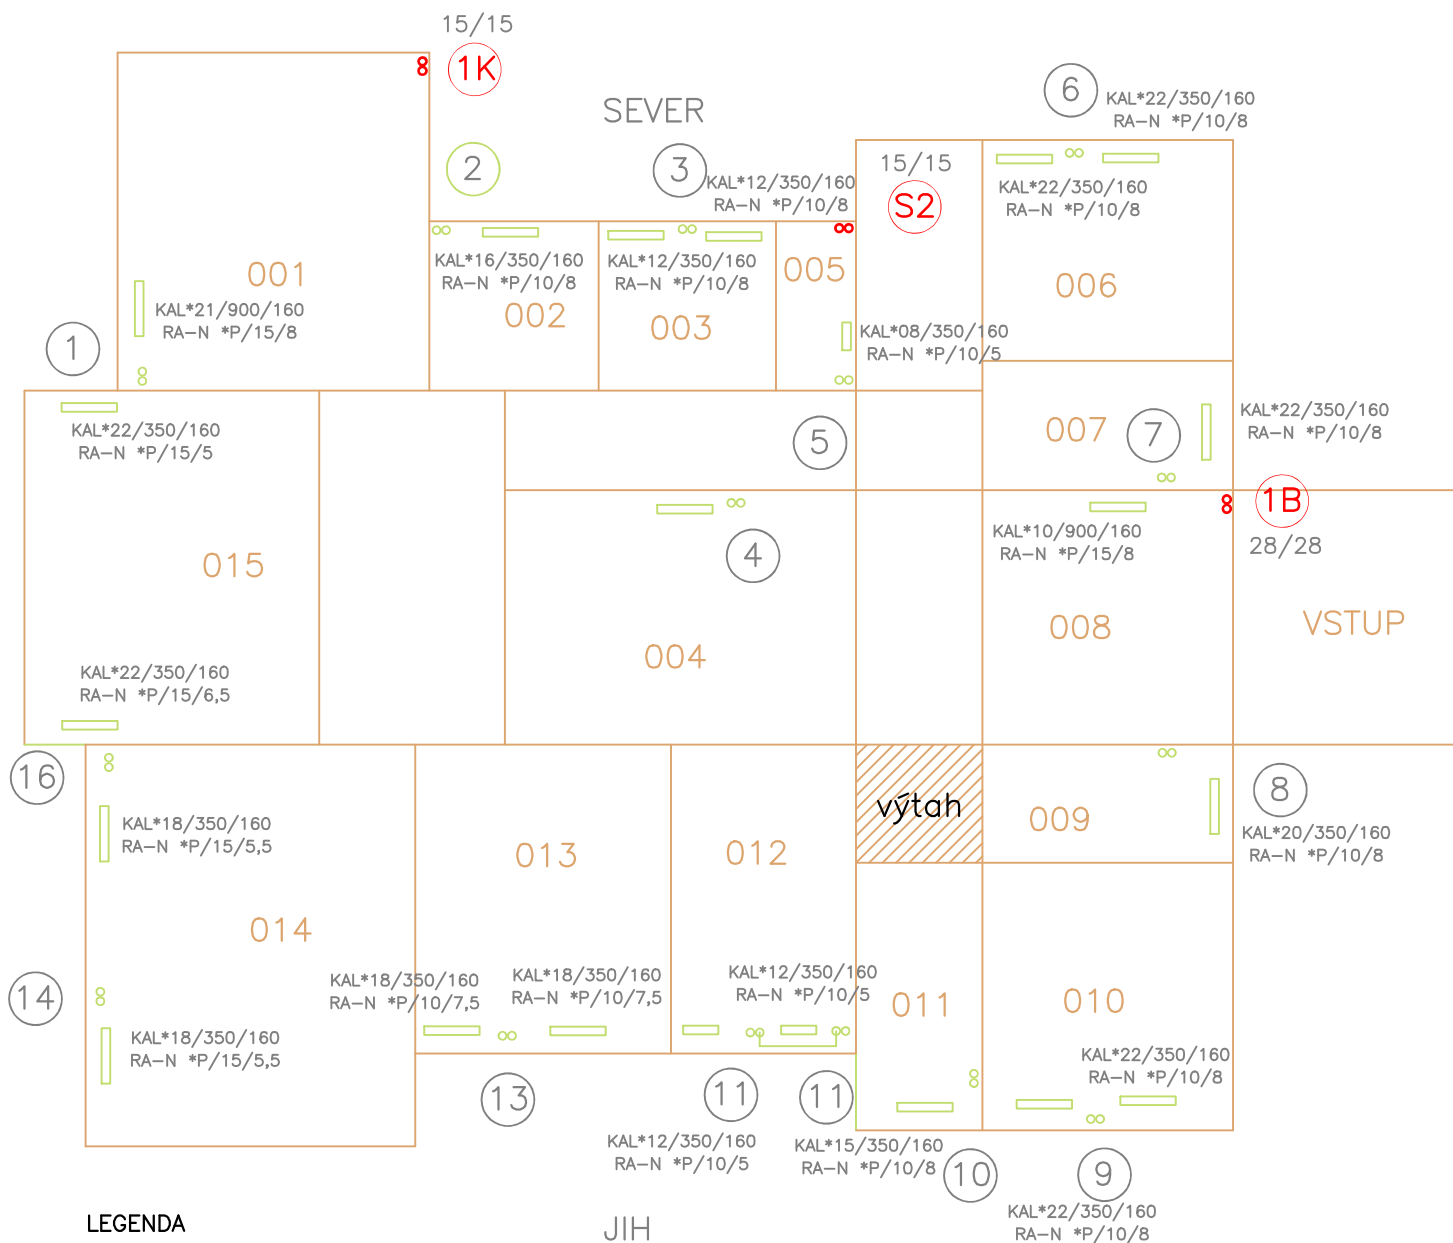 15/15
1K
SEVER
6
KAL*22/350/160
RA-N *P/10/8
2
3
KAL*12/350/160
RA-N *P/10/8
15/15
S2
KAL*22/350/160
RA-N *P/10/8
001
KAL*21/900/160
RA-N *P/15/8
KAL*16/350/160
RA-N *P/10/8
002
KAL*12/350/160
RA-N *P/10/8
003
005
006
1
KAL*08/350/160
RA-N *P/10/5
KAL*22/350/160
RA-N *P/15/5
5
007
7
KAL*22/350/160
RA-N *P/10/8
1B
28/28
015
4
KAL*10/900/160
RA-N *P/15/8
004
008
VSTUP
KAL*22/350/160
RA-N *P/15/6,5
16
výtah
009
8
KAL*18/350/160
RA-N *P/15/5,5
013
012
KAL*20/350/160
RA-N *P/10/8
014
KAL*18/350/160
RA-N *P/10/7,5
KAL*18/350/160
RA-N *P/10/7,5
KAL*12/350/160
RA-N *P/10/5
011
010
14
KAL*18/350/160
RA-N *P/15/5,5
KAL*22/350/160
RA-N *P/10/8
13
11
11
KAL*12/350/160
RA-N *P/10/5
KAL*15/350/160
RA-N *P/10/8
10
9
KAL*22/350/160
RA-N *P/10/8
LEGENDA
JIH